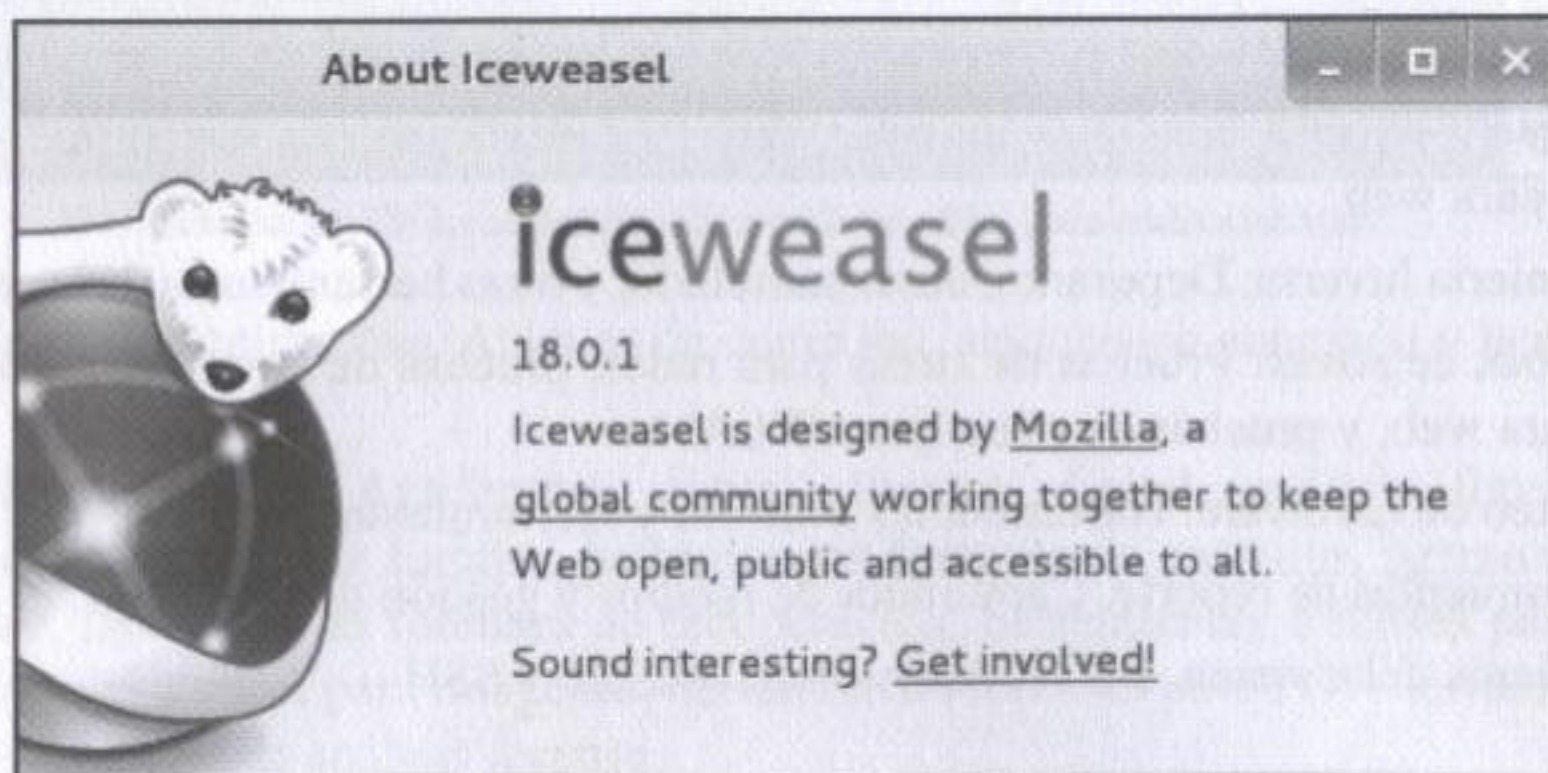 About Iceweasel
iceweasel
18.0.1
Iceweasel is designed by Mozilla, a
global community working together to keep the
Web open, public and accessible to all.
Sound interesting? Get involved!